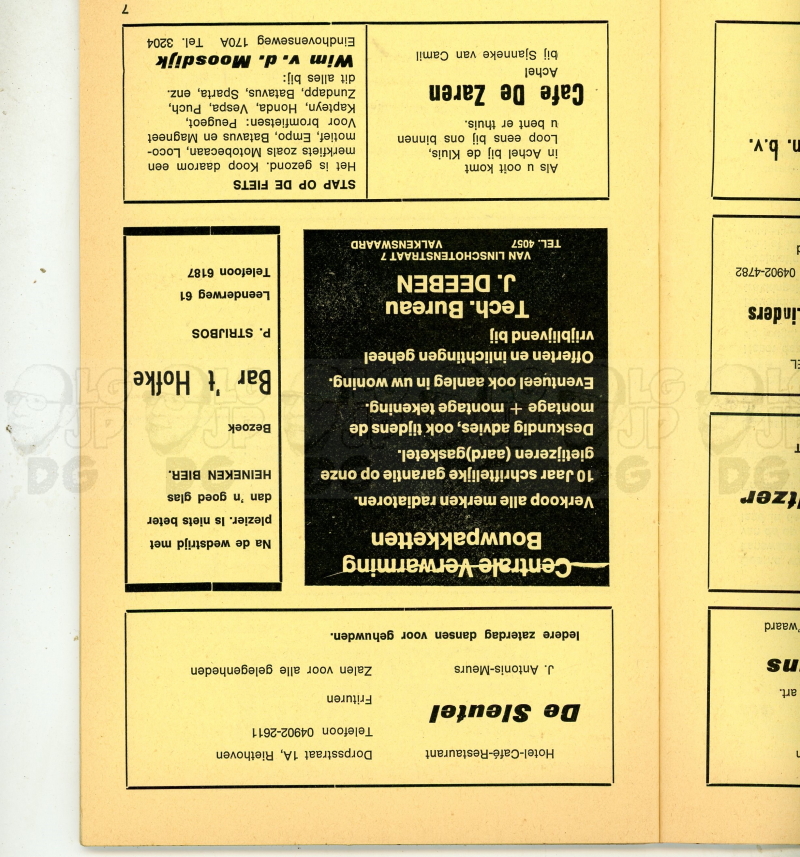 Hotel-Café-Restaurant
De Sleutel
J. Antonis-Meurs
Dorpsstraat 1A, Riethoven
Telefoon 04902-2611
Frituren
Zalen voor alle gelegenheden
Iedere zaterdag dansen voor gehuwden.
Centrale Verwarming
Bouwpakketten
Verkoop alle merken radiatoren.
10 Jaar schriftelijke garantie op onze
gietijzeren (aard)gasketel.
Deskundig advies, ook tijdens de
montage + montage tekening.
Eventueel ook aanleg in uw woning.
Offerten en inlichtingen geheel
vrijblijvend bij
Tech. Bureau
J. DEEBEN
VAN LINSCHOTENSTRAAT 7
TEL. 4057 VALKENSWAARD
Na de wedstrijd met
plezier. Is niets beter
dan 'n goed glas
HEINEKEN BIER.
Bezoek
Bar 't Hofke
P. STRIJBOS
Leenderweg 61
Telefoon 6187
Als u ooit komt
in Achel bij de Kluis,
Loop eens bij ons binnen
u bent er thuis.
Cafe De Zaren
Achel
bij Sjanneke van Camil
STAP OP DE FIETS
Het is gezond. Koop daarom een
merkfiets zoals Motobecaan, Loco-
motief, Empo, Batavus en Magneet
Voor bromfietsen: Peugeot,
Kapteyn, Honda, Vespa, Puch,
Zundapp, Batavus, Sparta, enz.
dit alles bij:
Wim v. d. Moosdijk
Eindhovenseweg 170A Tel. 3204
7
art.
'waard
04902-4782
n. b.v.
LG
JP
DG